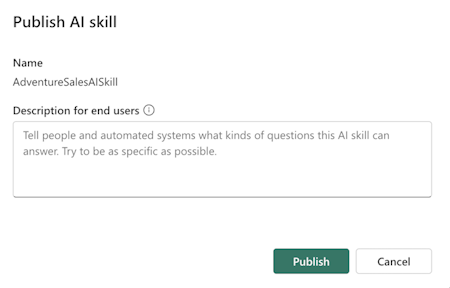 Publish AI skill
Name
AdventureSalesAISkill
Description for end users
Tell people and automated systems what kinds of questions this AI skill can
answer. Try to be as specific as possible.
Publish Cancel